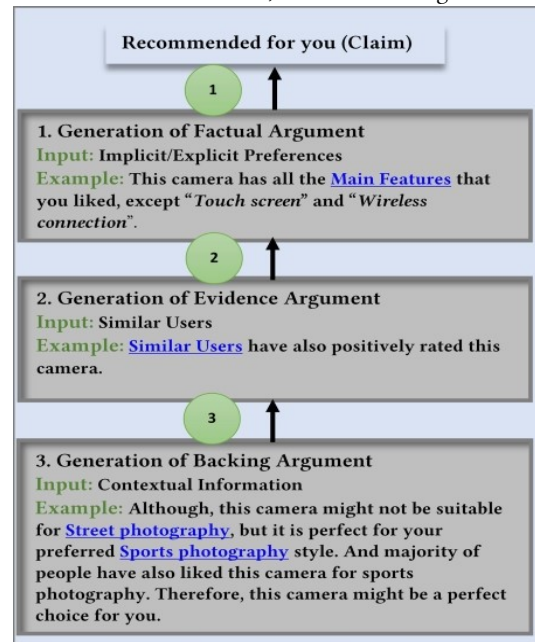 Recommended for you (Claim)
1
1. Generation of Factual Argument
Input: Implicit/Explicit Preferences
Example: This camera has all the Main Features that
you liked, except “Touch screen” and “Wireless
connection”.
2
2. Generation of Evidence Argument
Input: Similar Users
Example: Similar Users have also positively rated this
camera.
3
3. Generation of Backing Argument
Input: Contextual Information
Example: Although, this camera might not be suitable
for Street photography, but it is perfect for your
preferred Sports photography style. And majority of
people have also liked this camera for sports
photography. Therefore, this camera might be a perfect
choice for you.